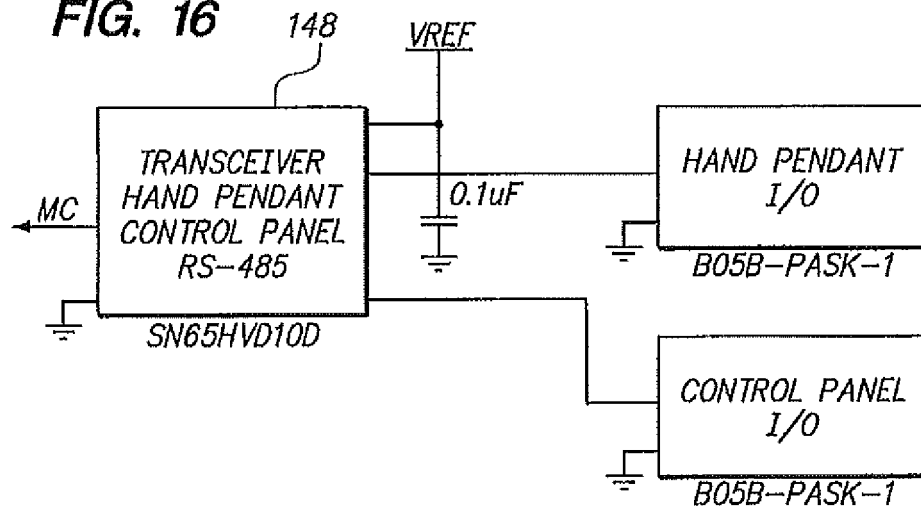 FIG. 16
148
VREF
TRANSCEIVER
HAND PENDANT
CONTROL PANEL
RS-485
MC
SN65HVD10D
0.1uF
HAND PENDANT
I/O
B05B-PASK-1
CONTROL PANEL
I/O
B05B-PASK-1